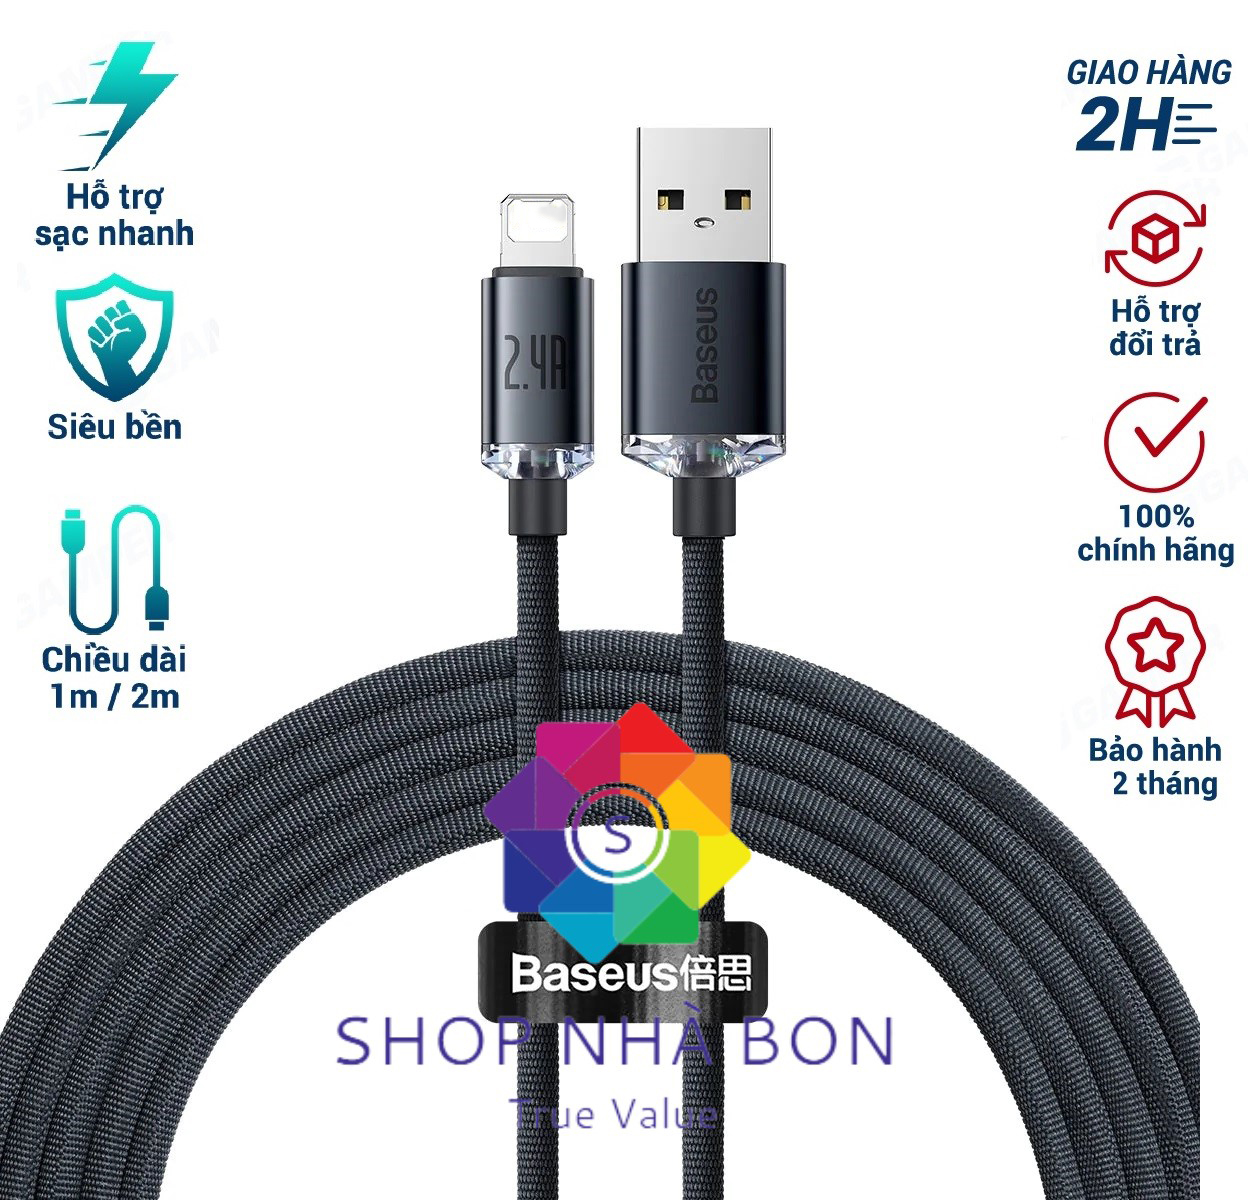 Hỗ trợ
sạc nhanh
Siêu bền
Chiều dài
1m / 2m
GIAO HÀNG
2H
Hỗ trợ
đổi trả
100%
chính hãng
Bảo hành
2 tháng
2.4A
Baseus
S
Baseus倍思
SHOP NHÀ BON
True Value